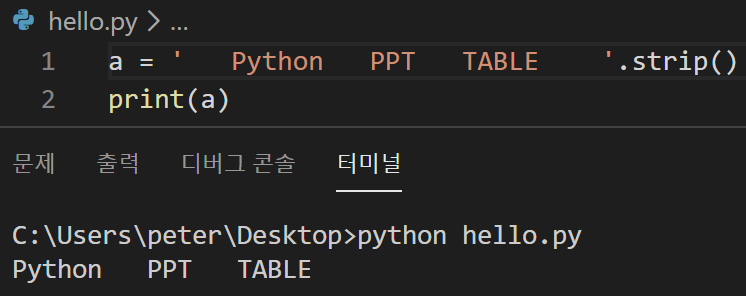 hello.py > ...
1 a = '   Python   PPT   TABLE    '.strip()
2 print(a)
문제 출력 디버그 콘솔 터미널
C:\Users\peter\Desktop>python hello.py
Python   PPT   TABLE